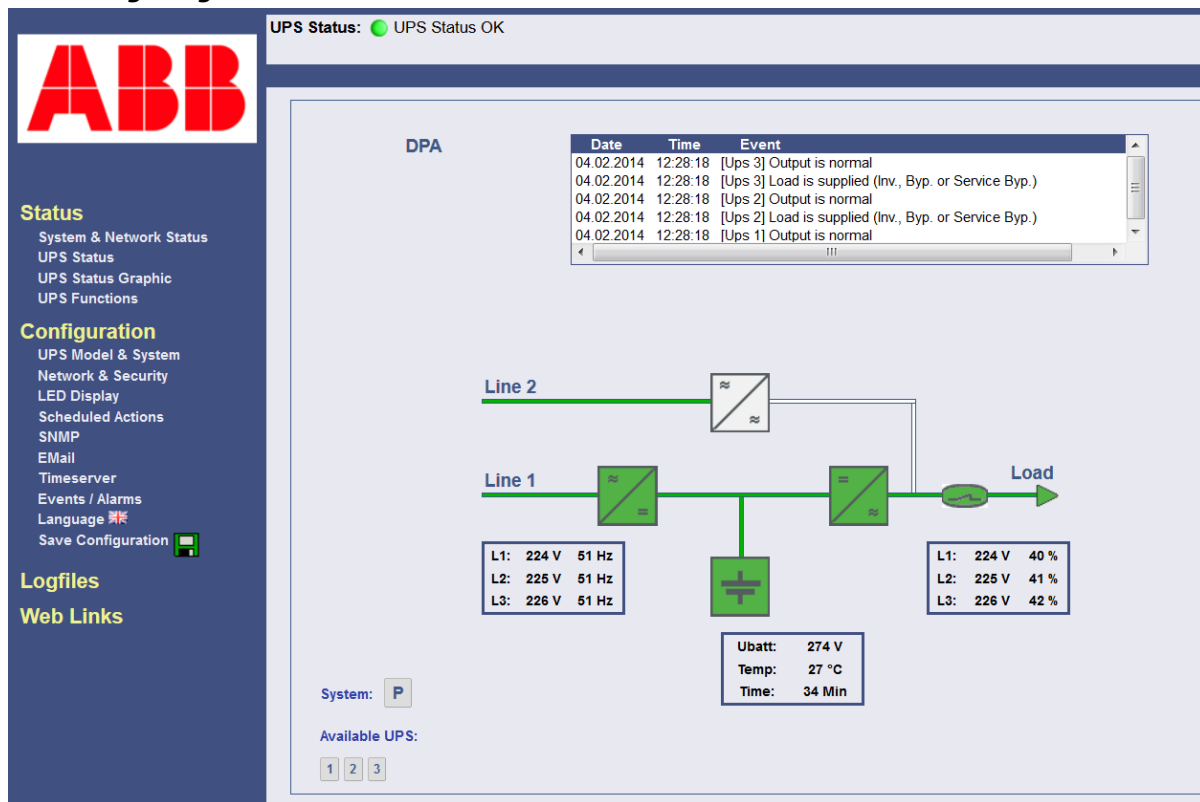 UPS Status: UPS Status OK
ABB
Status
System & Network Status
UPS Status
UPS Status Graphic
UPS Functions
Configuration
UPS Model & System
Network & Security
LED Display
Scheduled Actions
SNMP
EMail
Timeserver
Events / Alarms
Language
Save Configuration
Logfiles
Web Links
DPA
Date Time Event
04.02.2014 12:28:18 [Ups 3] Output is normal
04.02.2014 12:28:18 [Ups 3] Load is supplied (Inv., Byp. or Service Byp.)
04.02.2014 12:28:18 [Ups 2] Output is normal
04.02.2014 12:28:18 [Ups 2] Load is supplied (Inv., Byp. or Service Byp.)
04.02.2014 12:28:18 [Ups 1] Output is normal
Line 2
≈
≈
Line 1
≈
=
=
≈
Load
L1: 224 V 51 Hz
L2: 225 V 51 Hz
L3: 226 V 51 Hz
L1: 224 V 40 %
L2: 225 V 41 %
L3: 226 V 42 %
Ubatt: 274 V
Temp: 27 °C
Time: 34 Min
System: P
Available UPS:
1 2 3